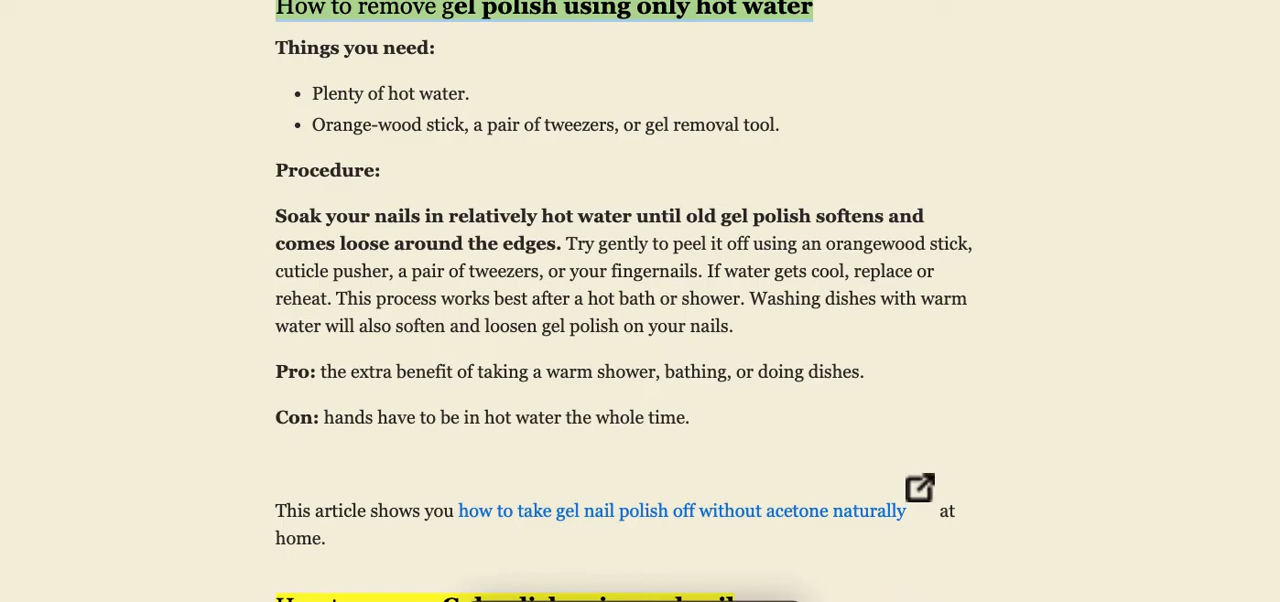 How to remove gel polish using only hot water
Things you need:
• Plenty of hot water.
• Orange-wood stick, a pair of tweezers, or gel removal tool.
Procedure:
Soak your nails in relatively hot water until old gel polish softens and
comes loose around the edges. Try gently to peel it off using an orangewood stick,
cuticle pusher, a pair of tweezers, or your fingernails. If water gets cool, replace or
reheat. This process works best after a hot bath or shower. Washing dishes with warm
water will also soften and loosen gel polish on your nails.
Pro: the extra benefit of taking a warm shower, bathing, or doing dishes.
Con: hands have to be in hot water the whole time.
This article shows you how to take gel nail polish off without acetone naturally at
home.